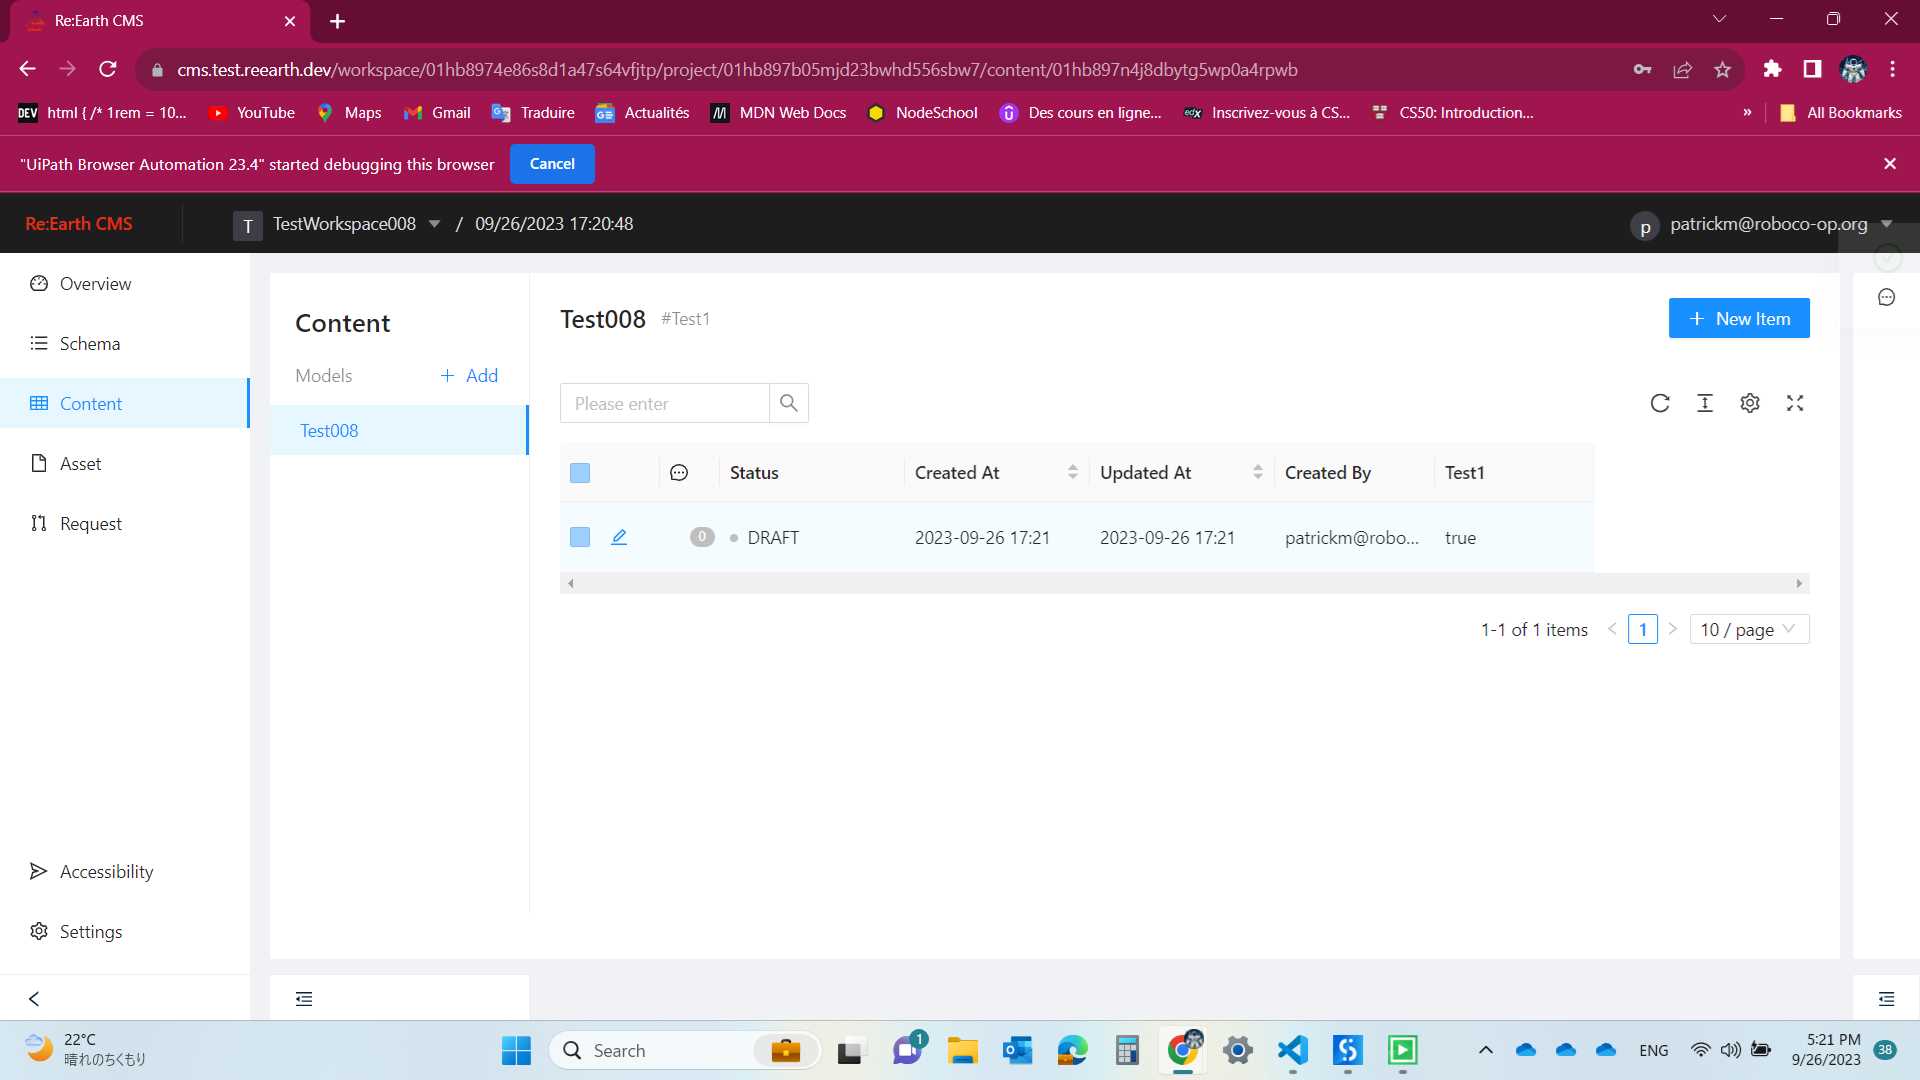 Re:Earth CMS
cms.test.reearth.dev/workspace/01hb8974e86s8d1a47s64vfjtp/project/01hb897b05mjd23bwhd556sbw7/content/01hb897n4j8dbytg5wp0a4rpwb
DEV html { /* 1rem = 10... YouTube Maps Gmail Traduire Actualités MDN Web Docs NodeSchool Des cours en ligne... edX Inscrivez-vous à CS... CS50: Introduction... » All Bookmarks
"UiPath Browser Automation 23.4" started debugging this browser Cancel
Re:Earth CMS T TestWorkspace008 / 09/26/2023 17:20:48 p patrickm@roboco-op.org
Overview
Schema
Content
Asset
Request
Accessibility
Settings
Content
Models + Add
Test008
Test008 #Test1
+ New Item
Please enter
Status Created At Updated At Created By Test1
0 DRAFT 2023-09-26 17:21 2023-09-26 17:21 patrickm@robo... true
1-1 of 1 items < 1 > 10 / page
22°C
晴れのちくもり
Search
1
ENG
5:21 PM
9/26/2023
38